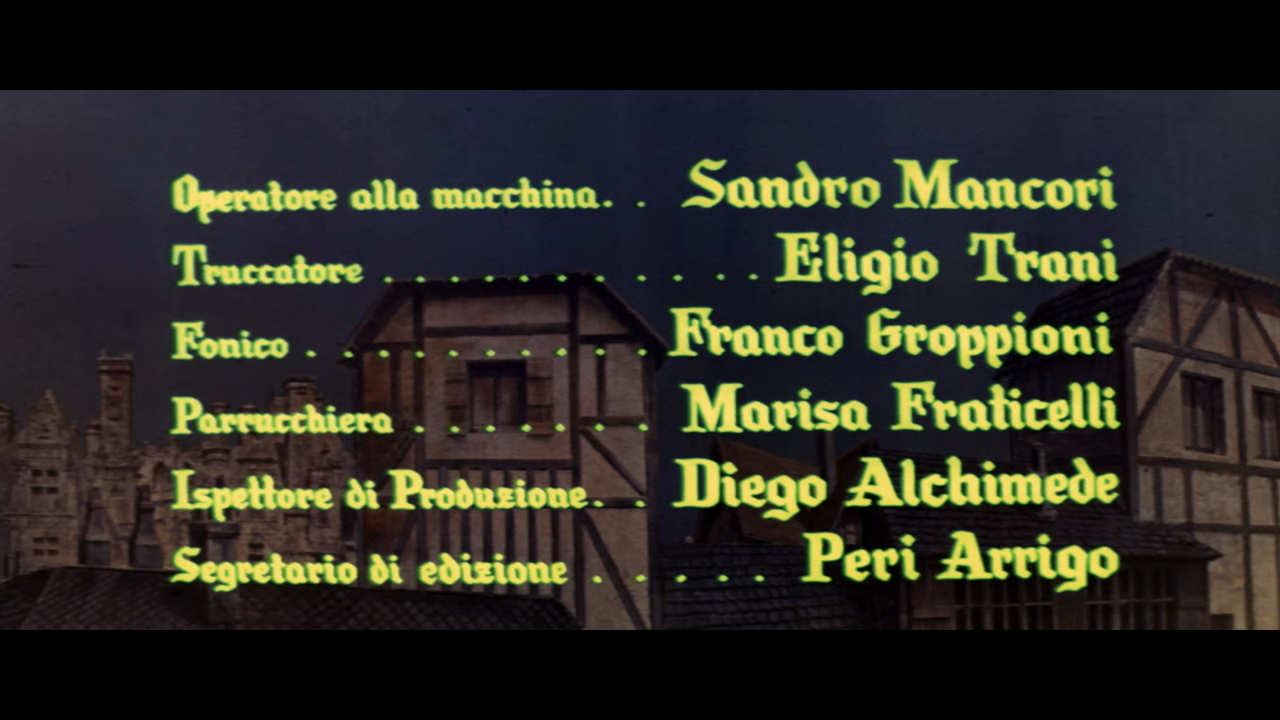 Operatore alla macchina. . Sandro Mancori
Truccatore . . . . . . . . . . . . Eligio Trani
Fonico . . . . . . . . . . Franco Groppioni
Parrucchiera . . . . . . . Marisa Fraticelli
Ispettore di Produzione. . Diego Alchimede
Segretario di edizione . . . . . Peri Arrigo